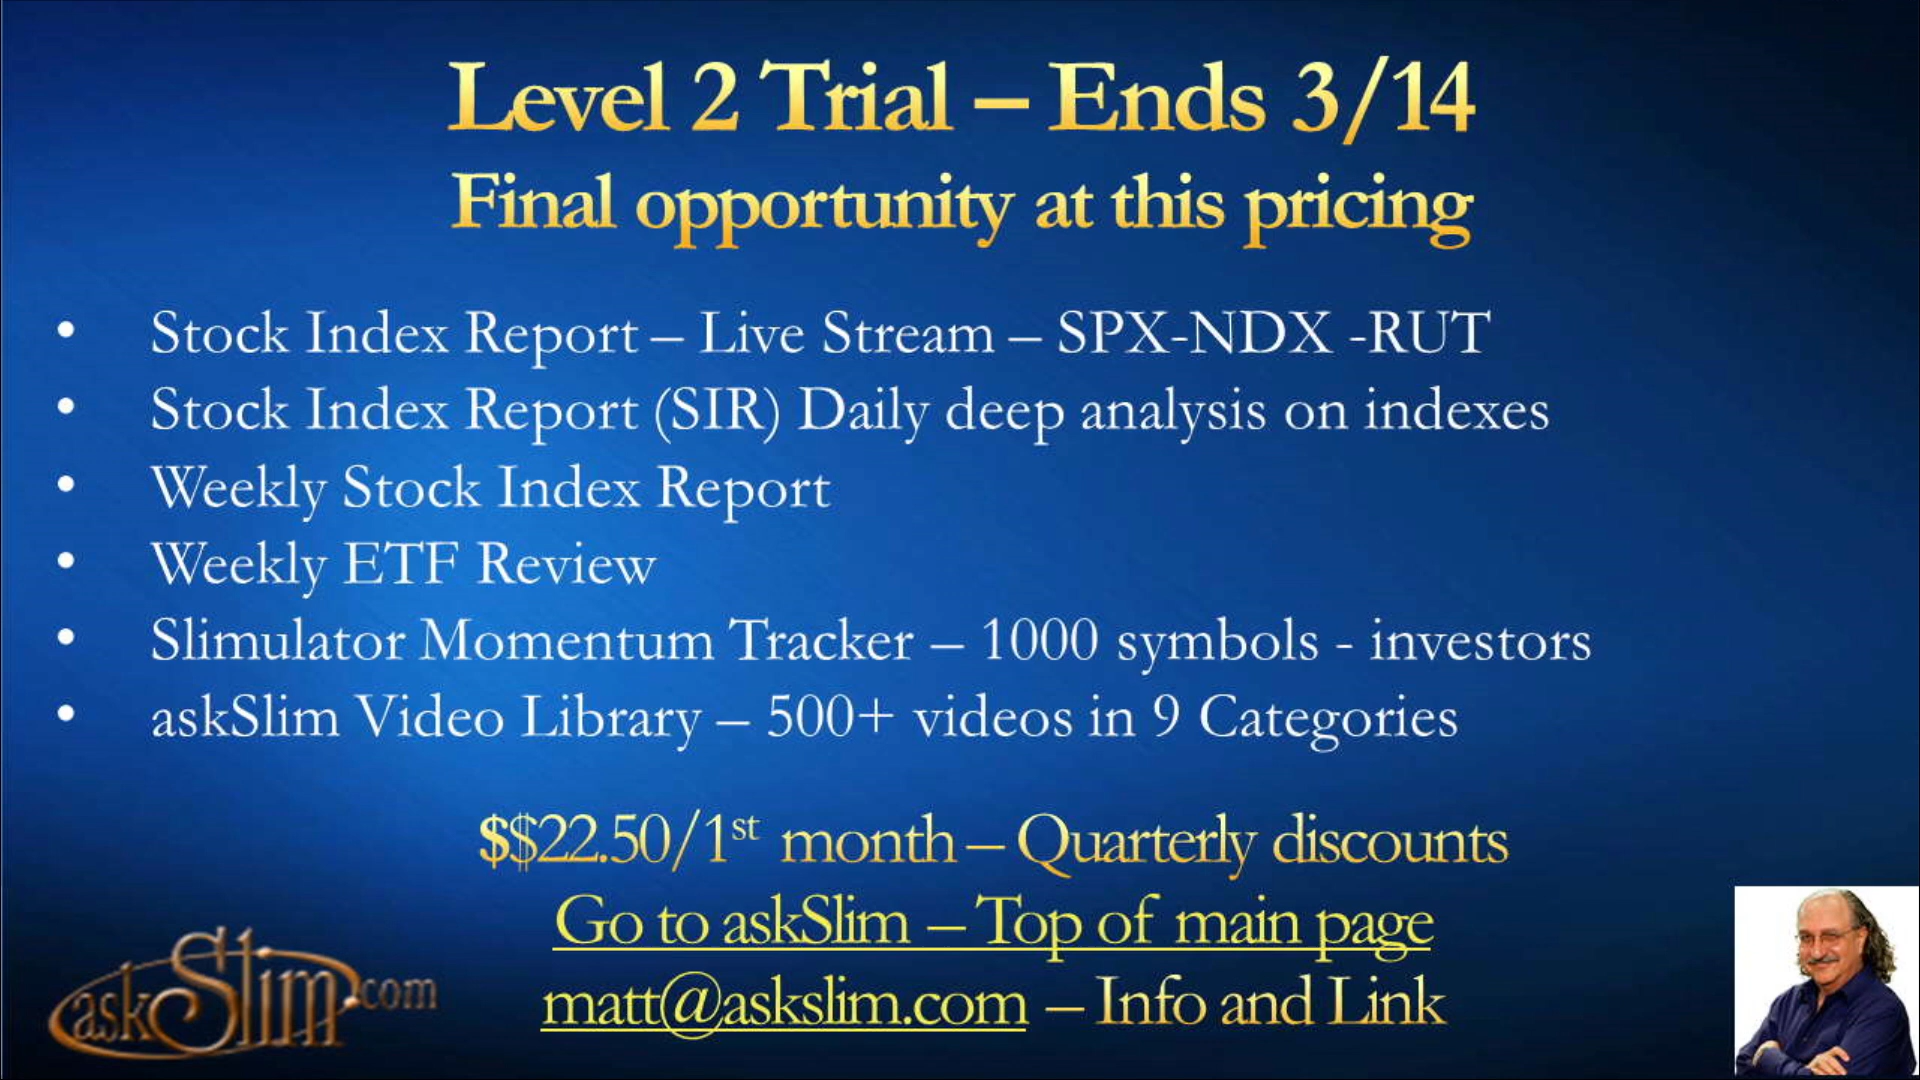 Level 2 Trial – Ends 3/14
Final opportunity at this pricing
• Stock Index Report – Live Stream – SPX-NDX -RUT
• Stock Index Report (SIR) Daily deep analysis on indexes
• Weekly Stock Index Report
• Weekly ETF Review
• Slimulator Momentum Tracker – 1000 symbols - investors
• askSlim Video Library – 500+ videos in 9 Categories
$$22.50/1st month – Quarterly discounts
Go to askSlim – Top of main page
matt@askslim.com – Info and Link
askSlim.com